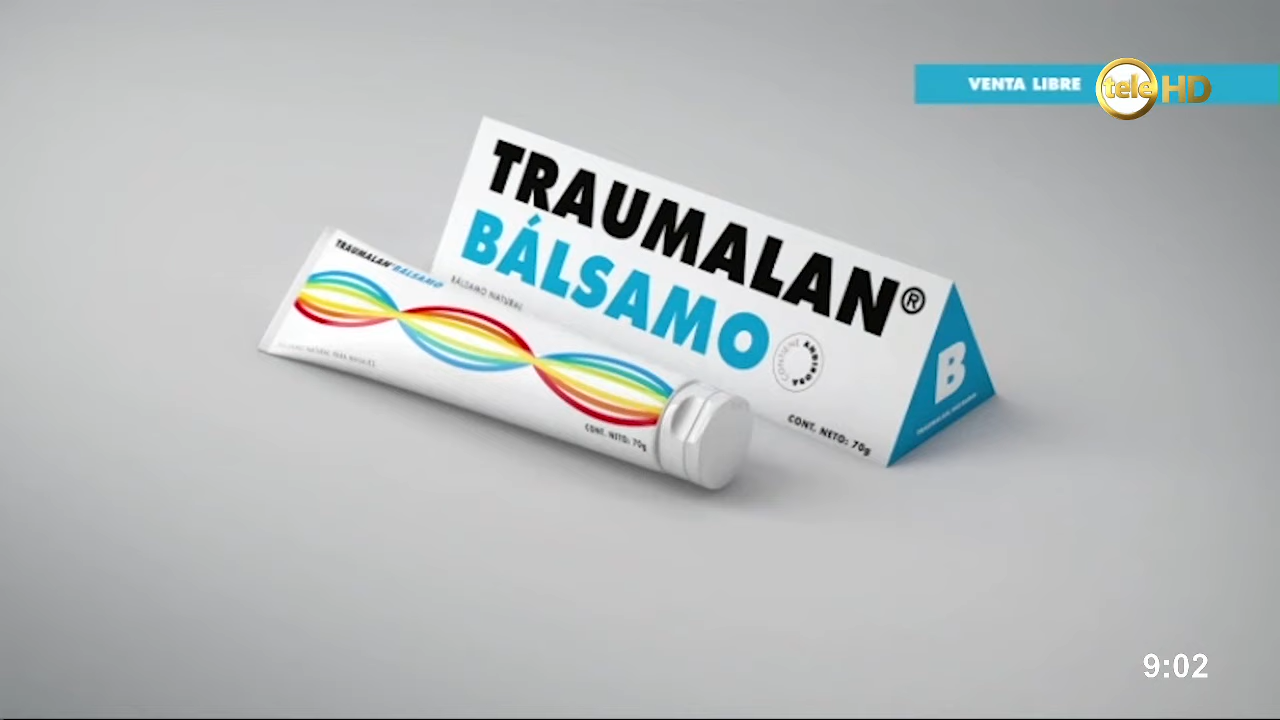 VENTA LIBRE
tele HD
TRAUMALAN®
BÁLSAMO
CONTIENE ANDIROBA
CONT. NETO: 70g
B
TRAUMALAN® BÁLSAMO
BÁLSAMO NATURAL
CONT. NETO: 70g
9:02